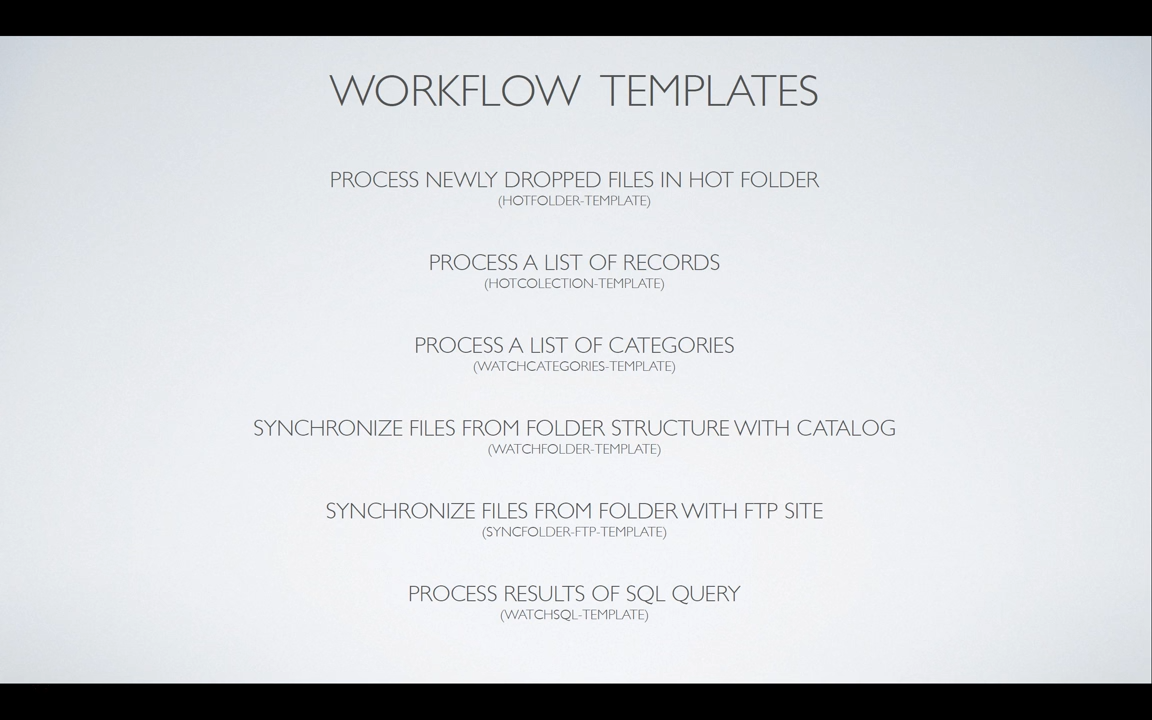 WORKFLOW TEMPLATES
PROCESS NEWLY DROPPED FILES IN HOT FOLDER
(HOTFOLDER-TEMPLATE)
PROCESS A LIST OF RECORDS
(HOTCOLECTION-TEMPLATE)
PROCESS A LIST OF CATEGORIES
(WATCHCATEGORIES-TEMPLATE)
SYNCHRONIZE FILES FROM FOLDER STRUCTURE WITH CATALOG
(WATCHFOLDER-TEMPLATE)
SYNCHRONIZE FILES FROM FOLDER WITH FTP SITE
(SYNCFOLDER-FTP-TEMPLATE)
PROCESS RESULTS OF SQL QUERY
(WATCHSQL-TEMPLATE)